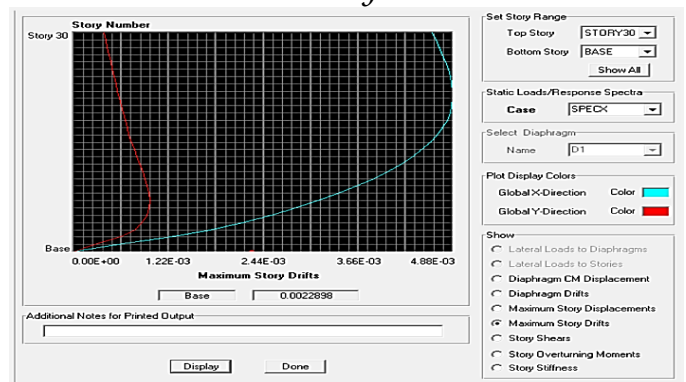 Story Number
Story 30
Base
0.00E+00 1.22E-03 2.44E-03 3.66E-03 4.88E-03
Maximum Story Drifts
Base 0.0022898
Additional Notes for Printed Output
Display Done
Set Story Range
Top Story STORY30
Bottom Story BASE
Show All
Static Loads/Response Spectra
Case SPECX
Select Diaphragm
Name D1
Plot Display Colors
Global X-Direction Color
Global Y-Direction Color
Show
Lateral Loads to Diaphragms
Lateral Loads to Stories
Diaphragm CM Displacement
Diaphragm Drifts
Maximum Story Displacements
Maximum Story Drifts
Story Shears
Story Overturning Moments
Story Stiffness